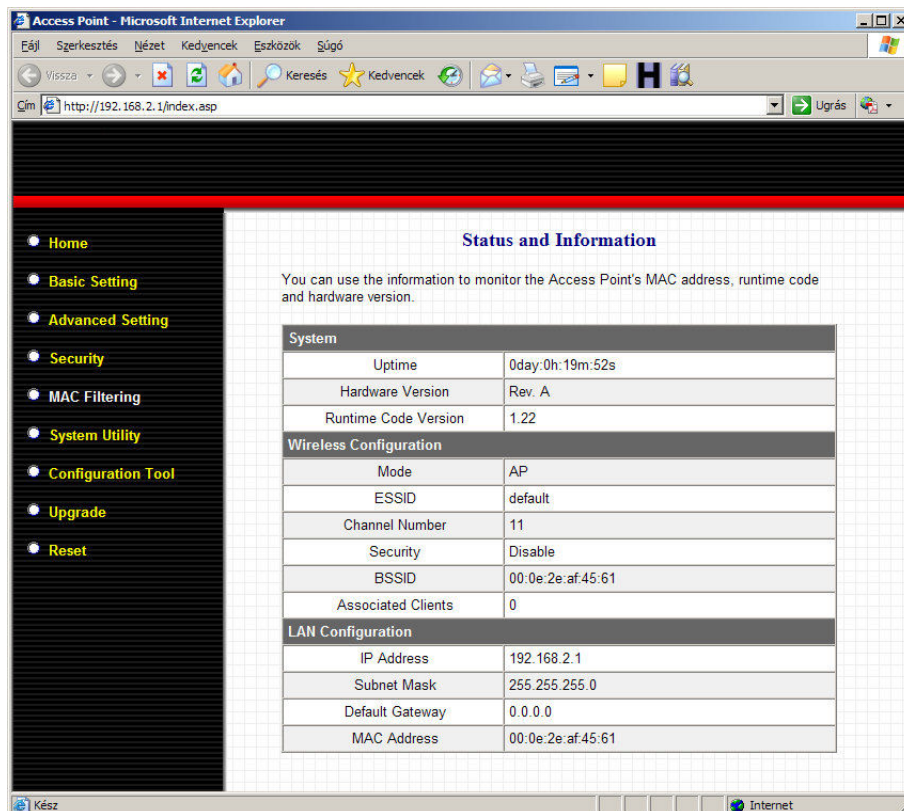 Access Point - Microsoft Internet Explorer
Fájl Szerkesztés Nézet Kedvencek Eszközök Súgó
Vissza Keresés Kedvencek
Cím http://192.168.2.1/index.asp Ugrás
Home
Basic Setting
Advanced Setting
Security
MAC Filtering
System Utility
Configuration Tool
Upgrade
Reset
Status and Information
You can use the information to monitor the Access Point's MAC address, runtime code
and hardware version.
System
Uptime 0day:0h:19m:52s
Hardware Version Rev. A
Runtime Code Version 1.22
Wireless Configuration
Mode AP
ESSID default
Channel Number 11
Security Disable
BSSID 00:0e:2e:af:45:61
Associated Clients 0
LAN Configuration
IP Address 192.168.2.1
Subnet Mask 255.255.255.0
Default Gateway 0.0.0.0
MAC Address 00:0e:2e:af:45:61
Kész Internet